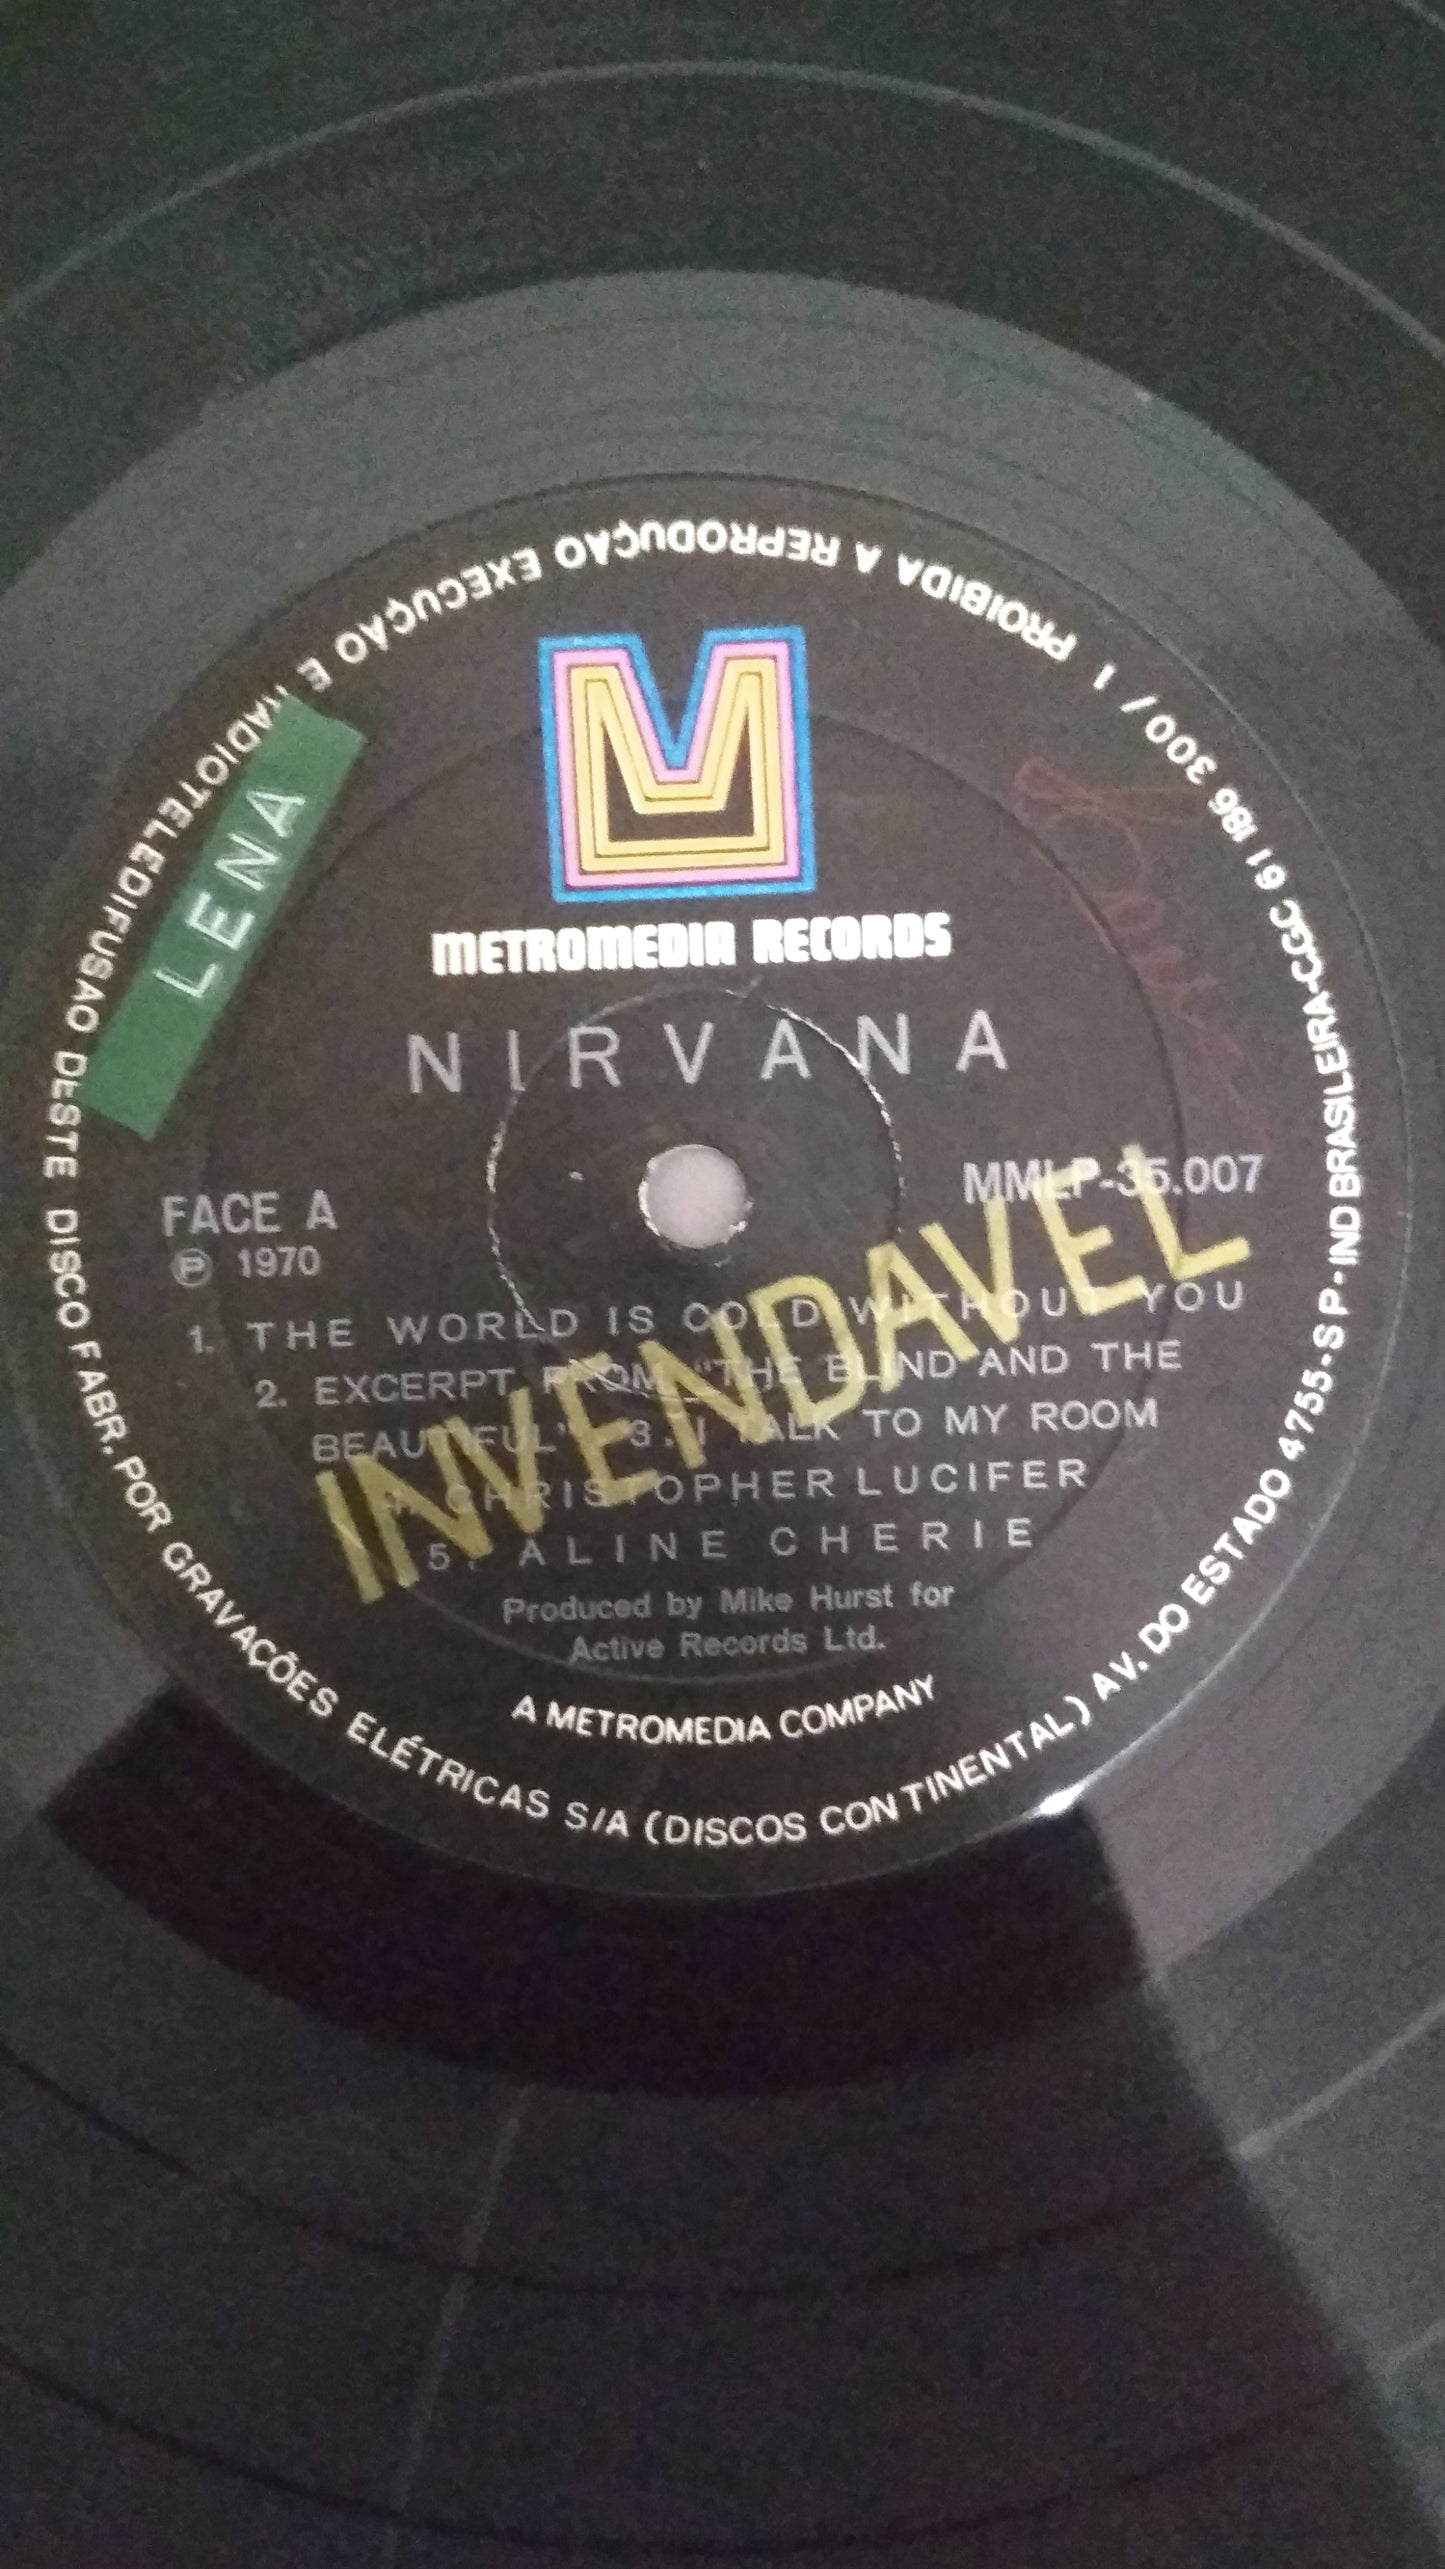 METROMEDIA RECORDS
NIRVANA
LENA
FACE A
Ⓟ 1970
MMLP-35.007
1. THE WORLD IS COLD WITHOUT YOU
2. EXCERPT FROM "THE BLIND AND THE
BEAUTIFUL" 3. I TALK TO MY ROOM
4. CHRISTOPHER LUCIFER
5. ALINE CHERIE
INVENDAVEL
Produced by Mike Hurst for
Active Records Ltd.
A METROMEDIA COMPANY
DISCO FABR. POR GRAVAÇÕES ELÉTRICAS S/A (DISCOS CONTINENTAL) AV. DO ESTADO 4755-S P-IND BRASILEIRA-CGC 61 186 300/1 PROIBIDA A REPRODUÇÃO EXECUÇÃO E RADIOTELEDIFUSAO DESTE